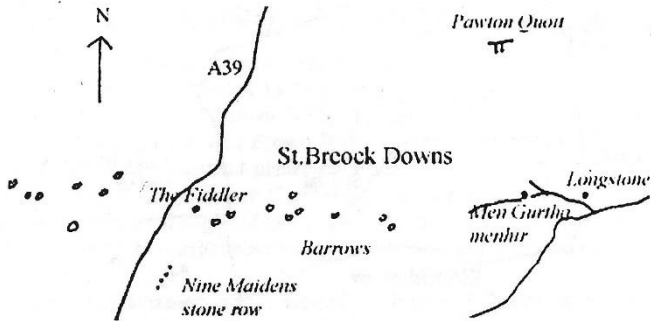 N
Pawton Quoit
A39
St.Breock Downs
The Fiddler
Longstone
Men Gurtha
menhir
Barrows
Nine Maidens
stone row